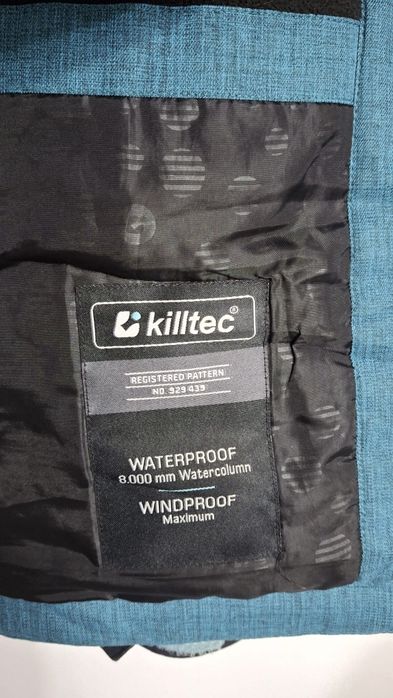 killtec®
REGISTERED PATTERN
NO. 929 439
WATERPROOF
8.000 mm Watercolumn
WINDPROOF
Maximum